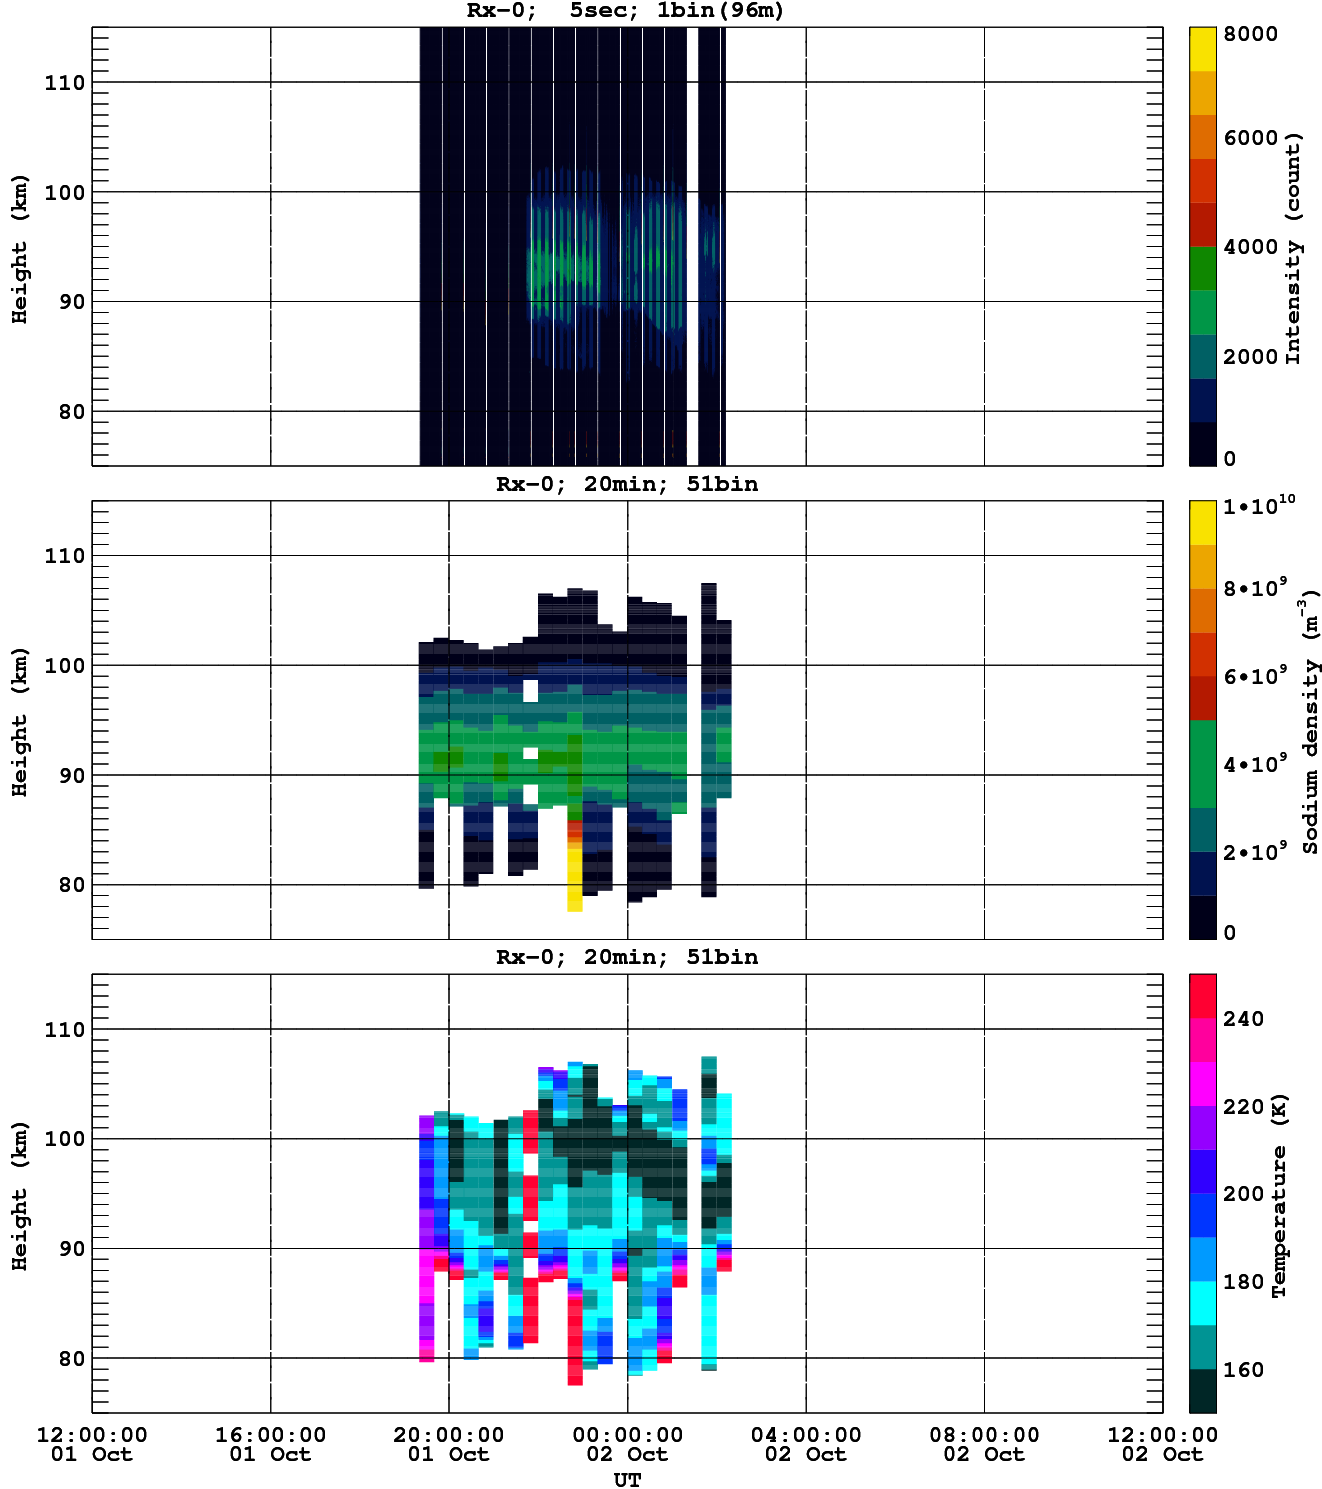 Rx-0;  5sec; 1bin(96m)
110
100
90
80
Height (km)
8000
6000
4000
2000
0
Intensity (count)
Rx-0; 20min; 51bin
110
100
90
80
Height (km)
1•10¹⁰
8•10⁹
6•10⁹
4•10⁹
2•10⁹
0
Sodium density (m⁻³)
Rx-0; 20min; 51bin
110
100
90
80
Height (km)
240
220
200
180
160
Temperature (K)
12:00:00 16:00:00 20:00:00 00:00:00 04:00:00 08:00:00 12:00:00
01 Oct 01 Oct 01 Oct 02 Oct 02 Oct 02 Oct 02 Oct
UT